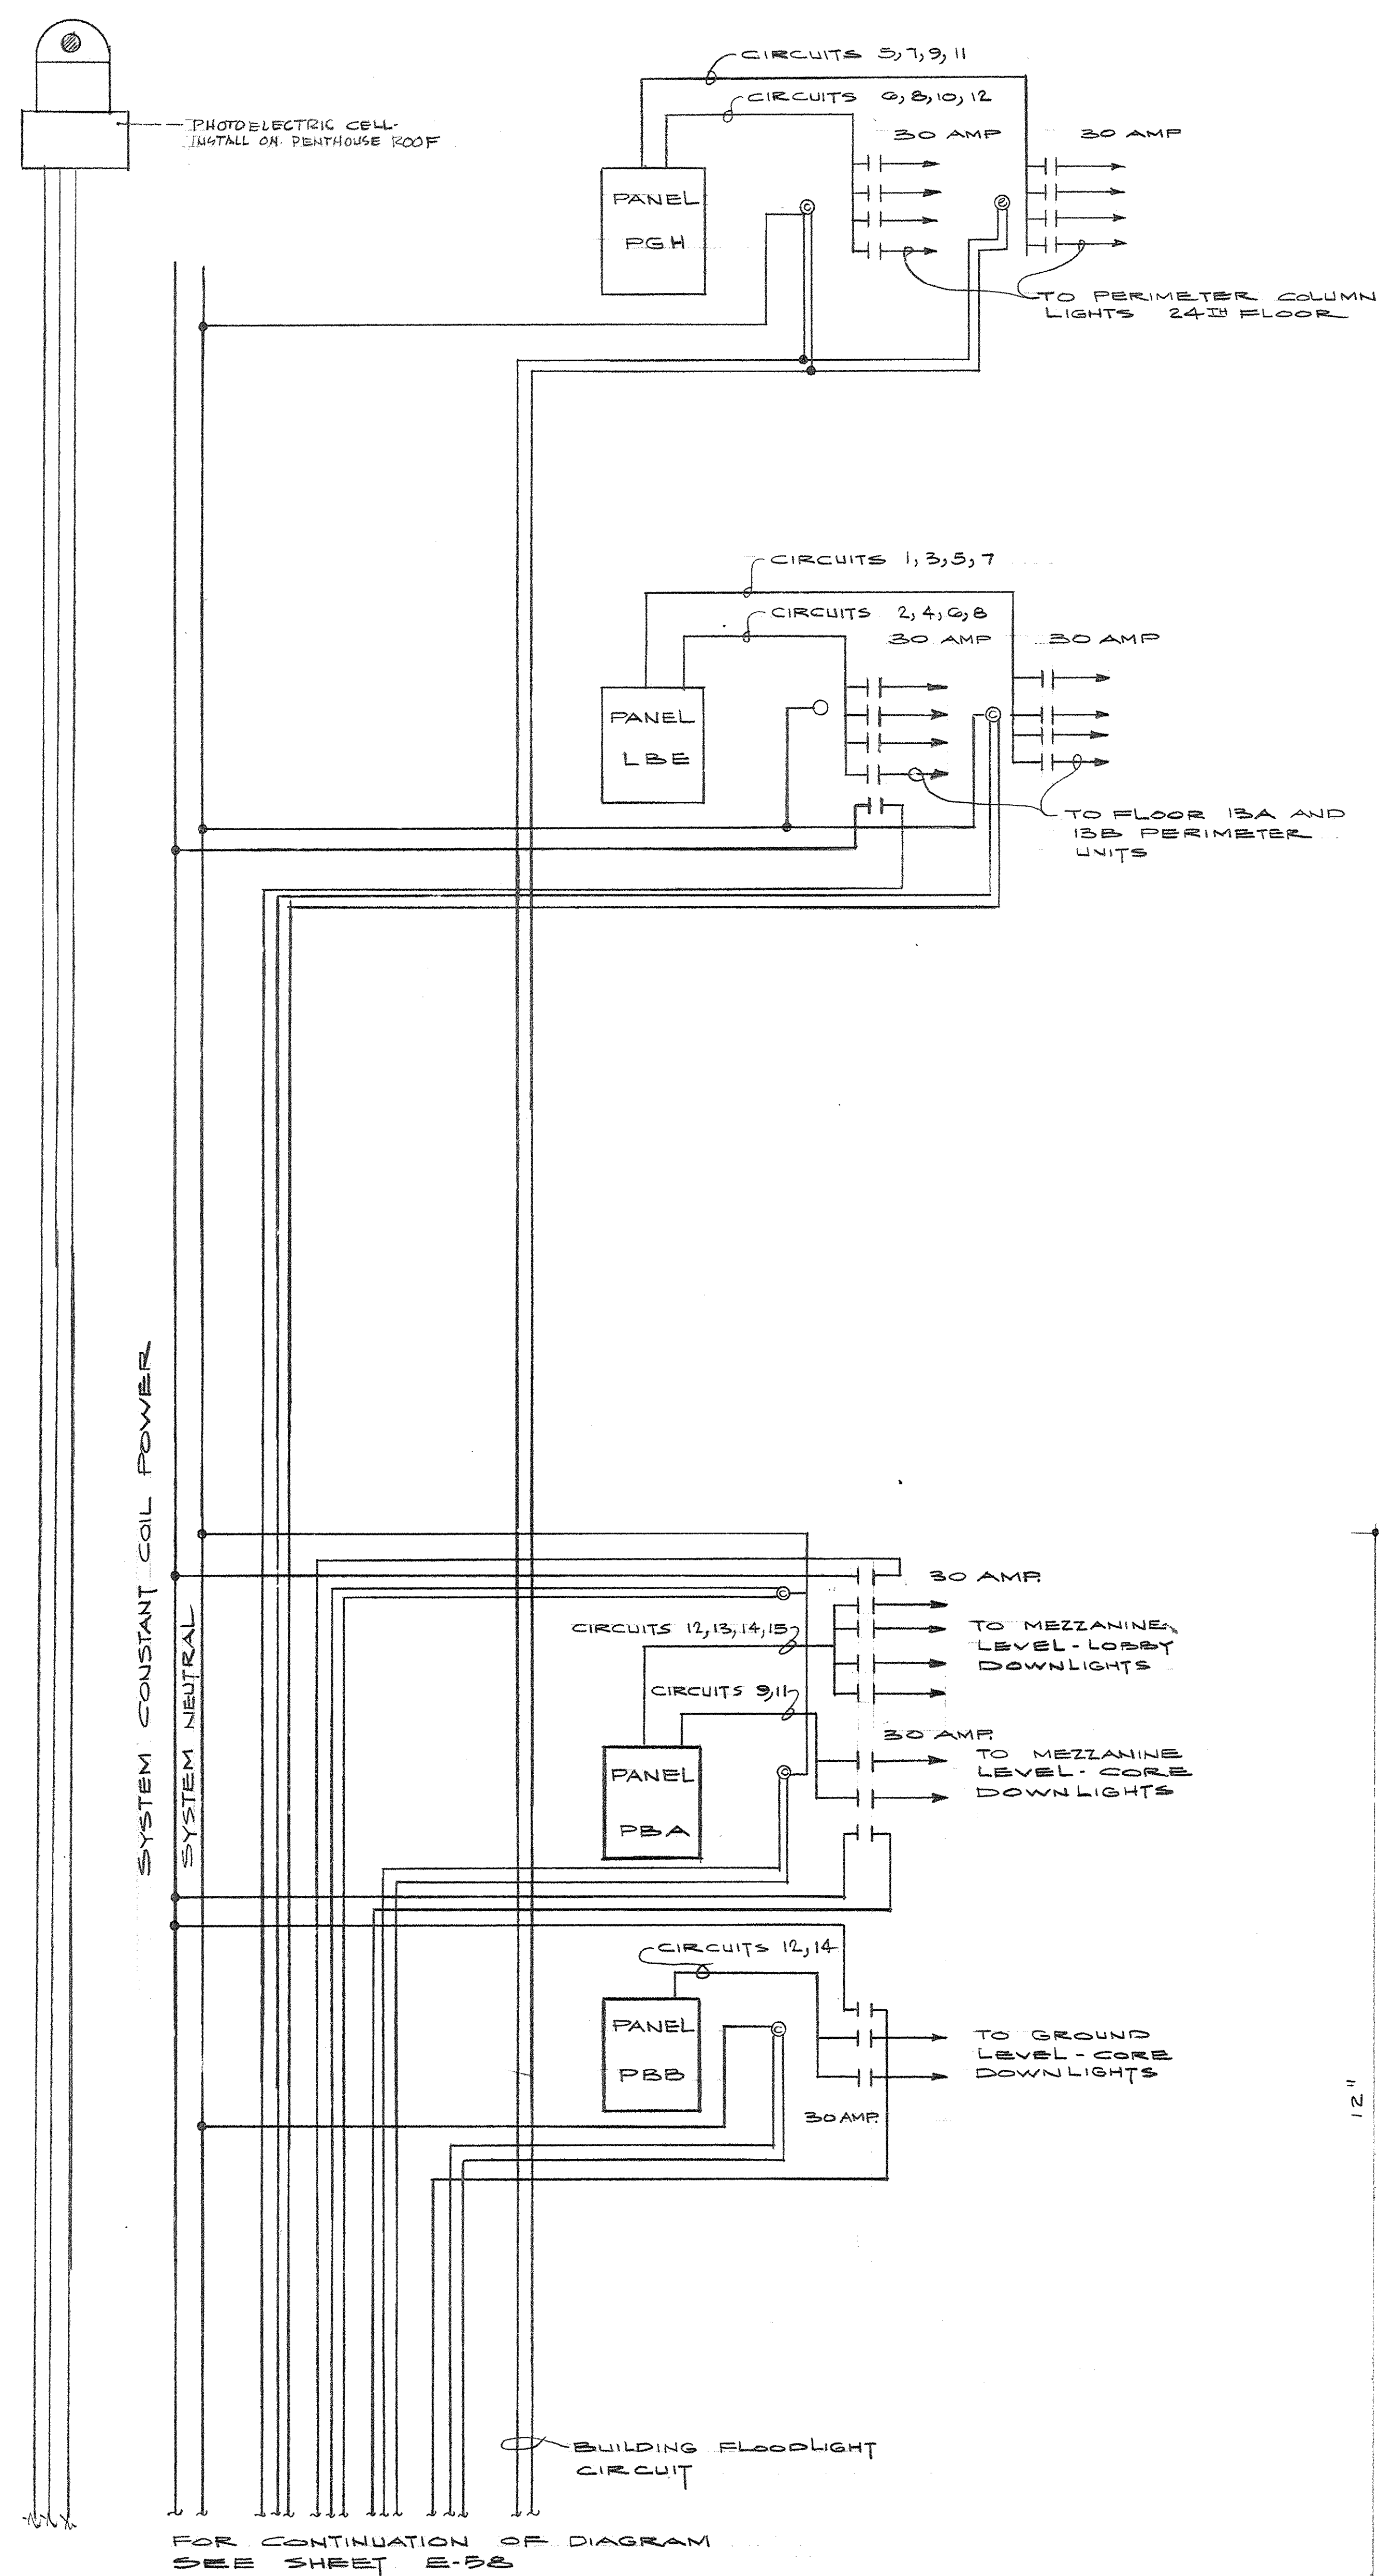 CIRCUITS 5,7,9,11
CIRCUITS 6,8,10,12
PHOTOELECTRIC CELL-
INSTALL ON PENTHOUSE ROOF
30 AMP
30 AMP
PANEL
PGH
C
C
TO PERIMETER COLUMN
LIGHTS 24TH FLOOR
CIRCUITS 1,3,5,7
CIRCUITS 2,4,6,8
30 AMP
30 AMP
PANEL
LBE
C
TO FLOOR 13A AND
13B PERIMETER
UNITS
SYSTEM CONSTANT COIL POWER
SYSTEM NEUTRAL
30 AMP.
C
CIRCUITS 12,13,14,15
TO MEZZANINE
LEVEL-LOBBY
DOWNLIGHTS
CIRCUITS 9,11
30 AMP.
TO MEZZANINE
LEVEL-CORE
DOWNLIGHTS
C
PANEL
PBA
CIRCUITS 12,14
PANEL
PBB
C
TO GROUND
LEVEL-CORE
DOWNLIGHTS
30 AMP.
12"
BUILDING FLOODLIGHT
CIRCUIT
FOR CONTINUATION OF DIAGRAM
SEE SHEET E-58